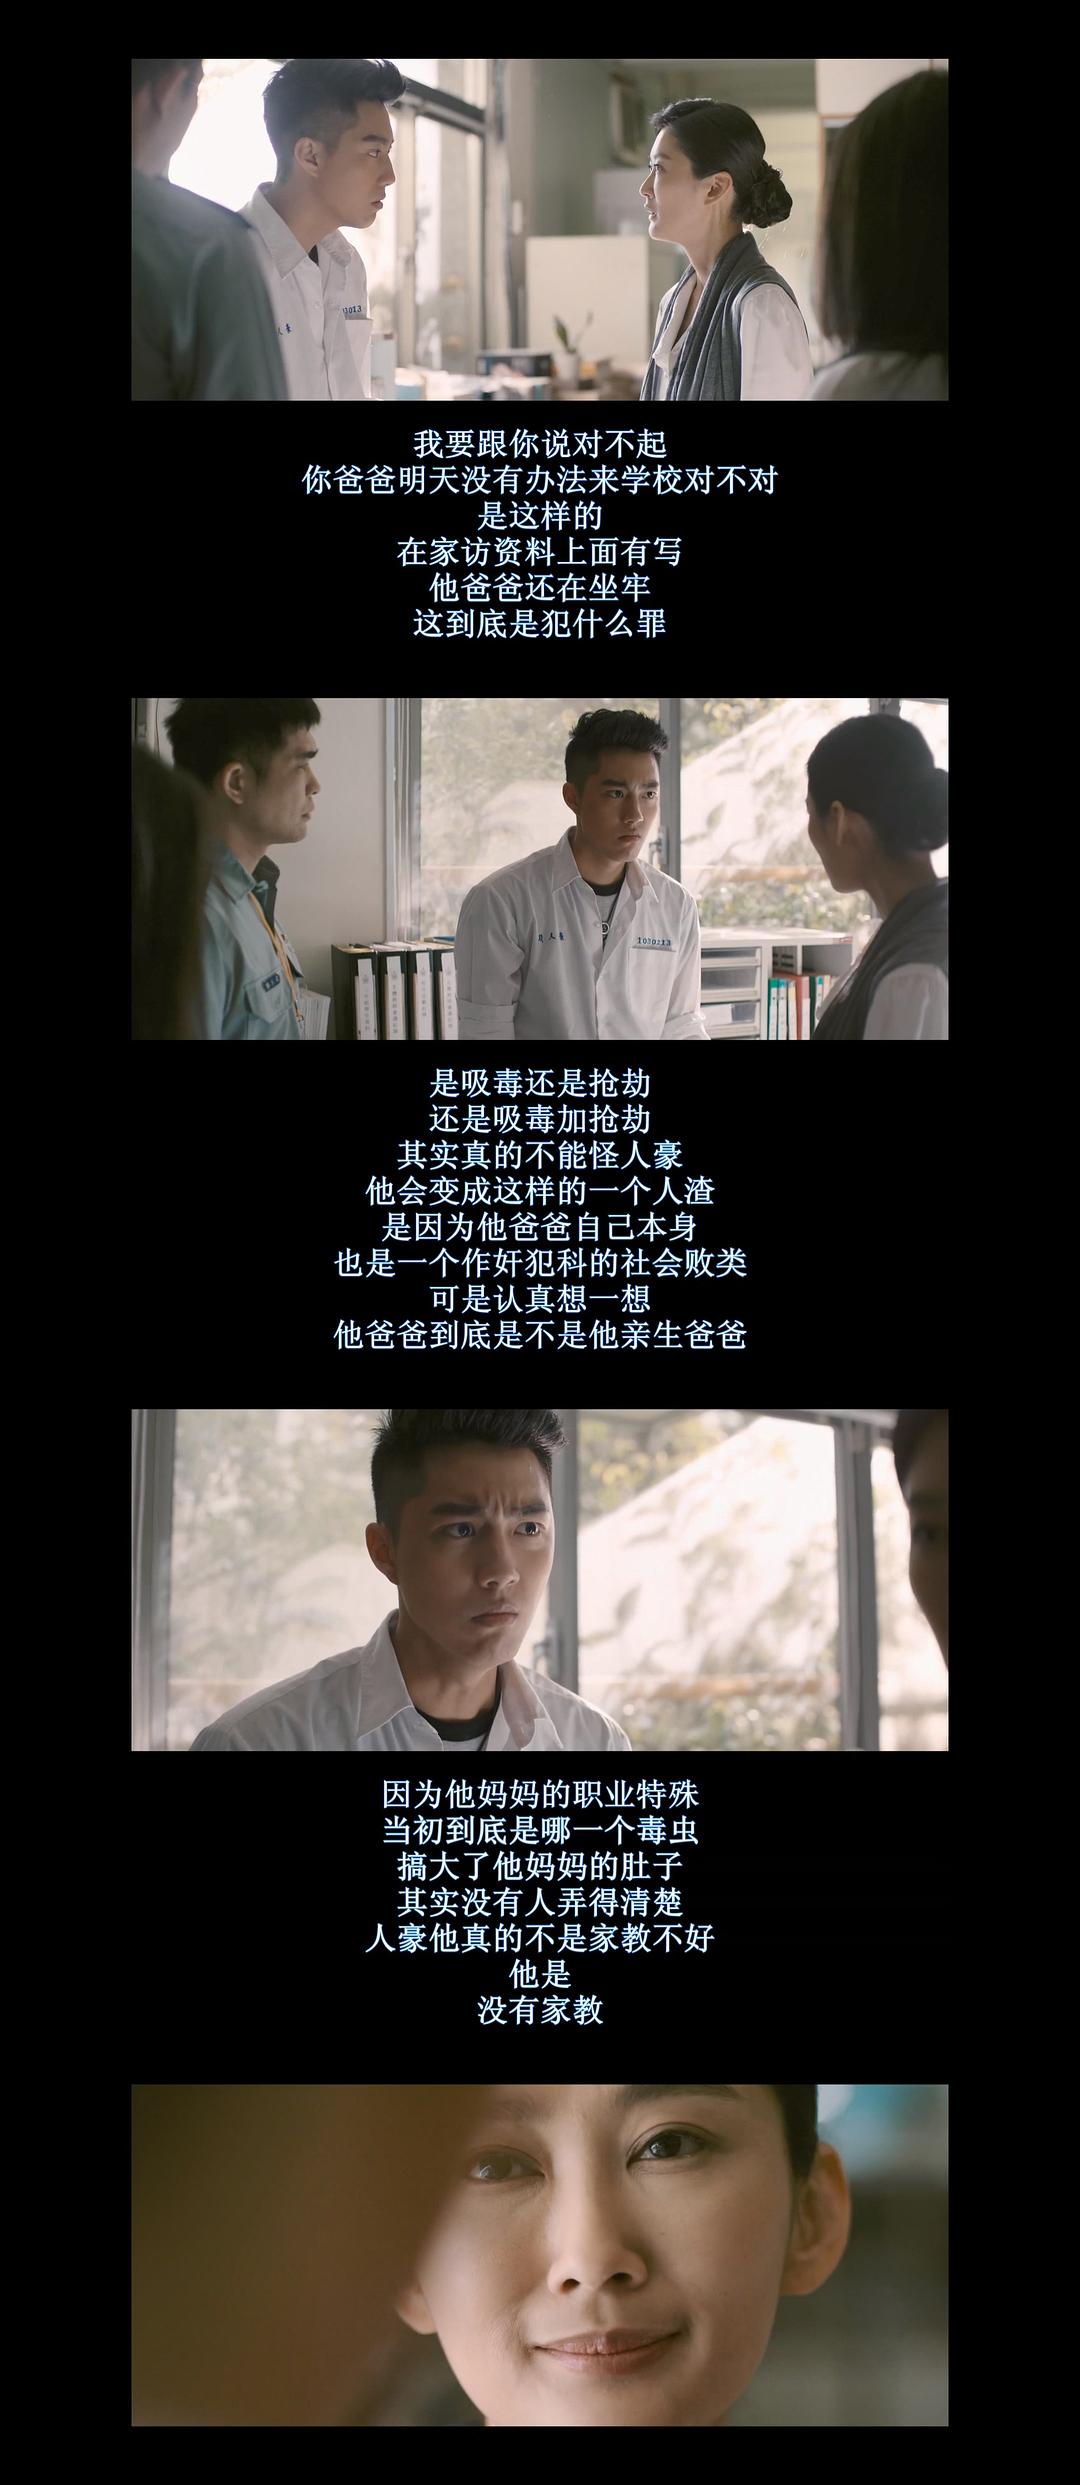 人豪
03013
我要跟你说对不起
你爸爸明天没有办法来学校对不对
是这样的
在家访资料上面有写
他爸爸还在坐牢
这到底是犯什么罪
人豪
1030213
是吸毒还是抢劫
还是吸毒加抢劫
其实真的不能怪人豪
他会变成这样的一个人渣
是因为他爸爸自己本身
也是一个作奸犯科的社会败类
可是认真想一想
他爸爸到底是不是他亲生爸爸
因为他妈妈的职业特殊
当初到底是哪一个毒虫
搞大了他妈妈的肚子
其实没有人弄得清楚
人豪他真的不是家教不好
他是
没有家教